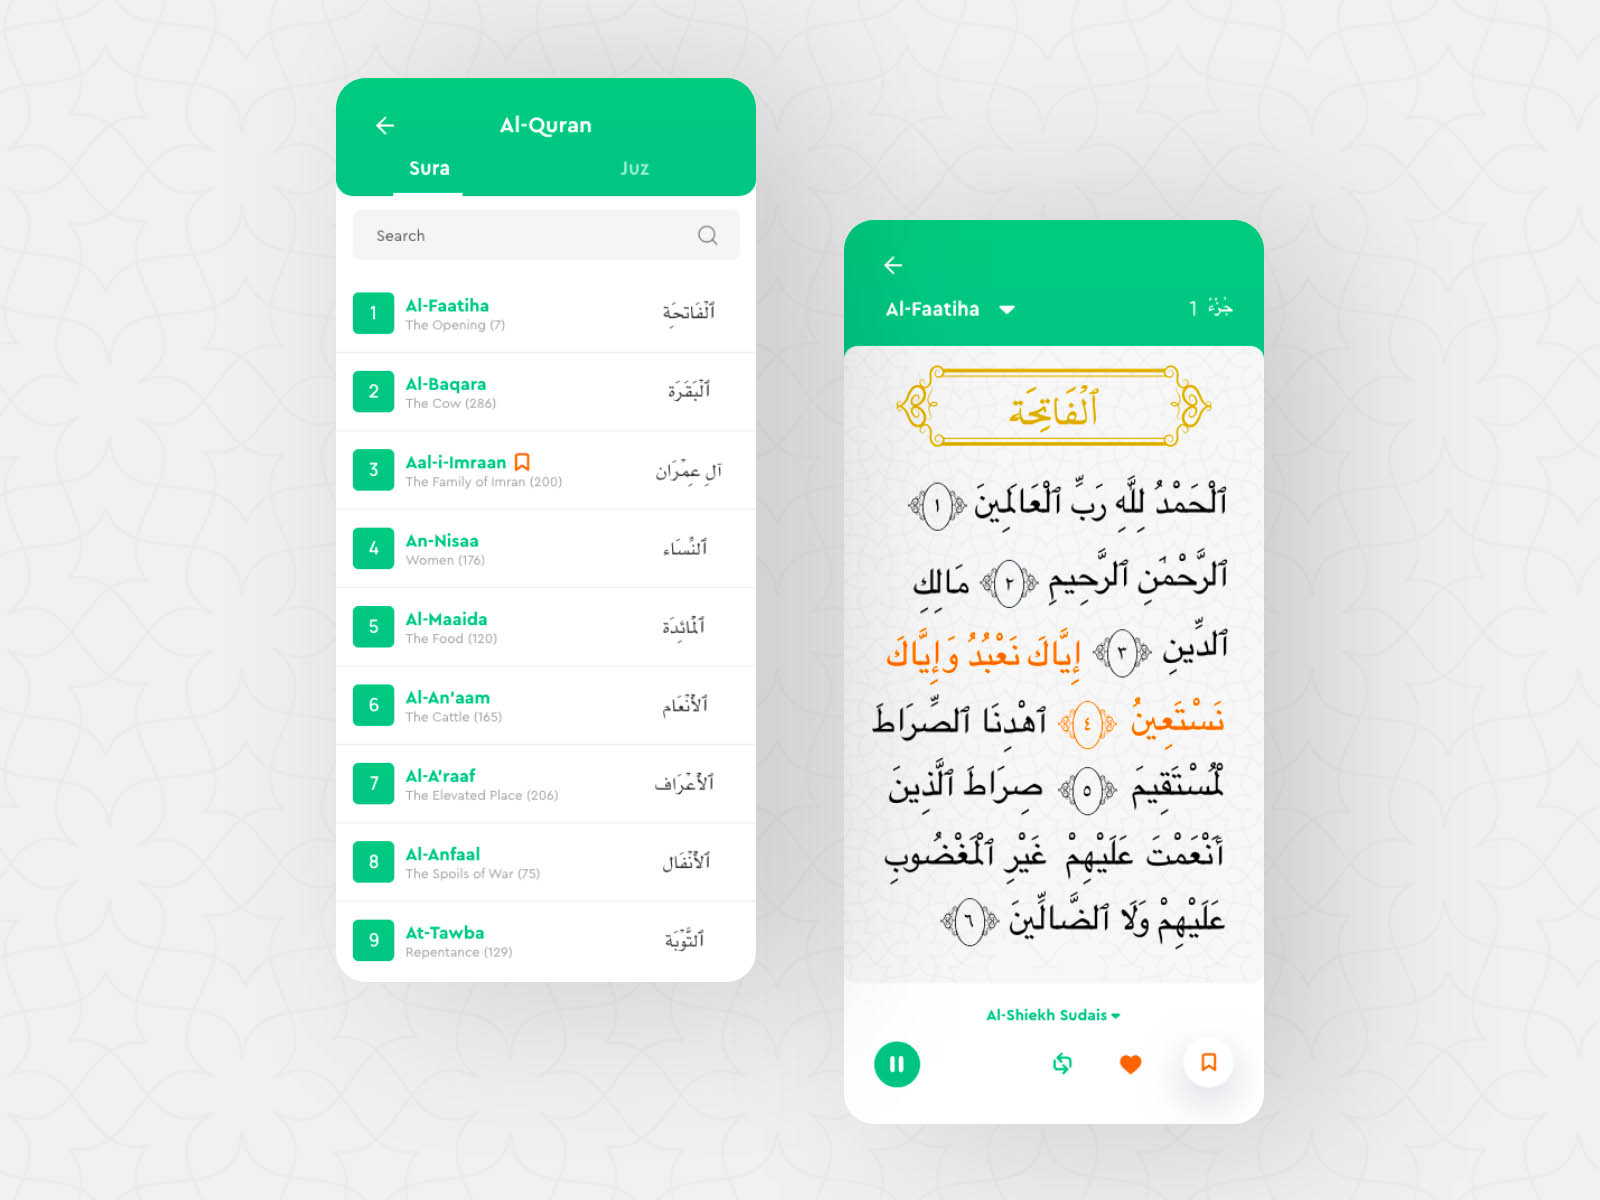 Al-Quran
Sura
Juz
Search
1
Al-Faatiha
The Opening (7)
ٱلْفَاتِحَة
2
Al-Baqara
The Cow (286)
ٱلْبَقَرَة
3
Aal-i-Imraan
The Family of Imran (200)
آلِ عِمْرَان
4
An-Nisaa
Women (176)
ٱلنِّسَاء
5
Al-Maaida
The Food (120)
ٱلْمَائِدَة
6
Al-An'aam
The Cattle (165)
ٱلْأَنْعَام
7
Al-A'raaf
The Elevated Place (206)
ٱلْأَعْرَاف
8
Al-Anfaal
The Spoils of War (75)
ٱلْأَنْفَال
9
At-Tawba
Repentance (129)
ٱلتَّوْبَة
Al-Faatiha
جُزْءْ 1
ٱلْفَاتِحَة
ٱلْحَمْدُ لِلَّهِ رَبِّ ٱلْعَالَمِينَ ١
ٱلرَّحْمَٰنِ ٱلرَّحِيمِ ٢ مَالِكِ
ٱلدِّينِ ٣ إِيَّاكَ نَعْبُدُ وَإِيَّاكَ
نَسْتَعِينُ ٤ ٱهْدِنَا ٱلصِّرَاطَ
لْمُسْتَقِيمَ ٥ صِرَاطَ ٱلَّذِينَ
أَنْعَمْتَ عَلَيْهِمْ غَيْرِ ٱلْمَغْضُوبِ
عَلَيْهِمْ وَلَا ٱلضَّالِّينَ ٦
Al-Shiekh Sudais